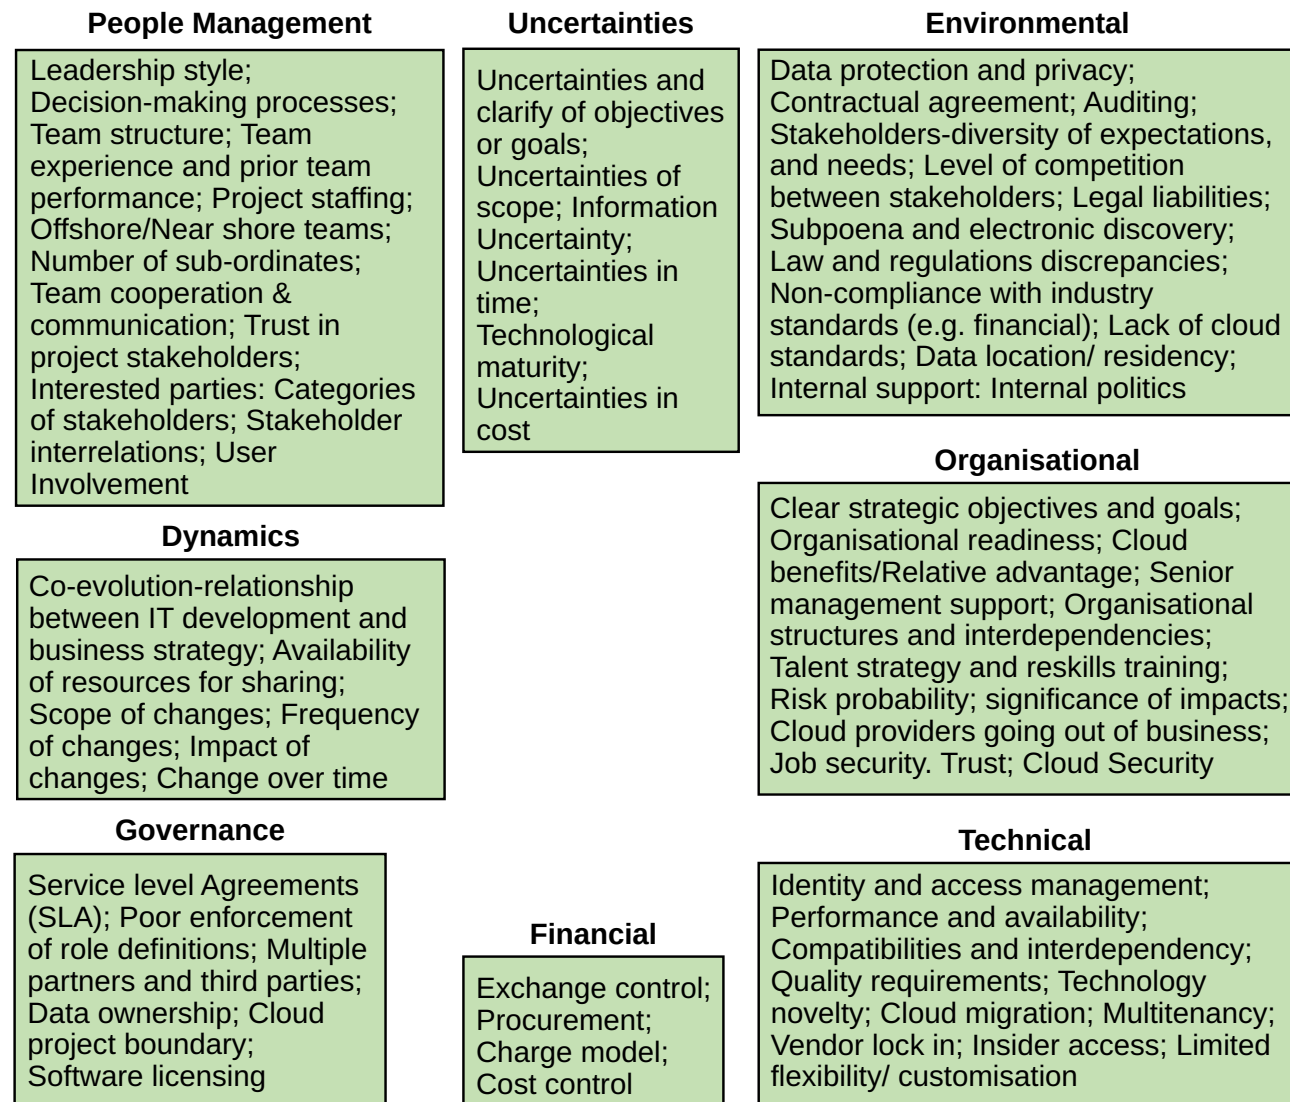 People Management
Leadership style;
Decision-making processes;
Team structure; Team
experience and prior team
performance; Project staffing;
Offshore/Near shore teams;
Number of sub-ordinates;
Team cooperation &
communication; Trust in
project stakeholders;
Interested parties: Categories
of stakeholders; Stakeholder
interrelations; User
Involvement
Dynamics
Co-evolution-relationship
between IT development and
business strategy; Availability
of resources for sharing;
Scope of changes; Frequency
of changes; Impact of
changes; Change over time
Governance
Service level Agreements
(SLA); Poor enforcement
of role definitions; Multiple
partners and third parties;
Data ownership; Cloud
project boundary;
Software licensing
Uncertainties
Uncertainties and
clarify of objectives
or goals;
Uncertainties of
scope; Information
Uncertainty;
Uncertainties in
time;
Technological
maturity;
Uncertainties in
cost
Financial
Exchange control;
Procurement;
Charge model;
Cost control
Environmental
Data protection and privacy;
Contractual agreement; Auditing;
Stakeholders-diversity of expectations,
and needs; Level of competition
between stakeholders; Legal liabilities;
Subpoena and electronic discovery;
Law and regulations discrepancies;
Non-compliance with industry
standards (e.g. financial); Lack of cloud
standards; Data location/ residency;
Internal support: Internal politics
Organisational
Clear strategic objectives and goals;
Organisational readiness; Cloud
benefits/Relative advantage; Senior
management support; Organisational
structures and interdependencies;
Talent strategy and reskills training;
Risk probability; significance of impacts;
Cloud providers going out of business;
Job security. Trust; Cloud Security
Technical
Identity and access management;
Performance and availability;
Compatibilities and interdependency;
Quality requirements; Technology
novelty; Cloud migration; Multitenancy;
Vendor lock in; Insider access; Limited
flexibility/ customisation